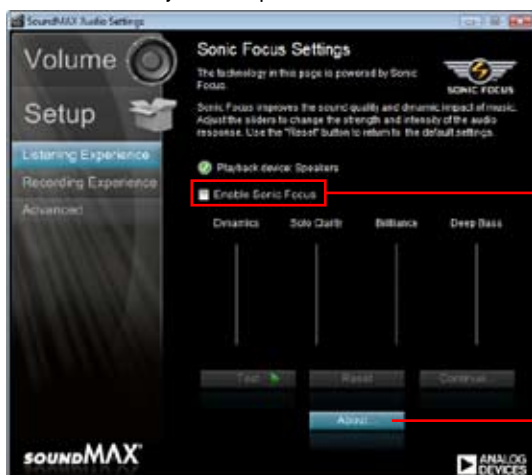 SoundMAX Audio Settings
Volume
Setup
Listening Experience
Recording Experience
Advanced
Sonic Focus Settings
The technology in this page is powered by Sonic
Focus.
SONIC FOCUS
Sonic Focus improves the sound quality and dynamic impact of music.
Adjust the sliders to change the strength and intensity of the audio
response. Use the "Reset" button to return to the default settings.
Playback device: Speakers
Enable Sonic Focus
Dynamics Solo Clarity Brilliance Deep Bass
Test Reset Continue...
About...
SOUNDMAX
ANALOG
DEVICES